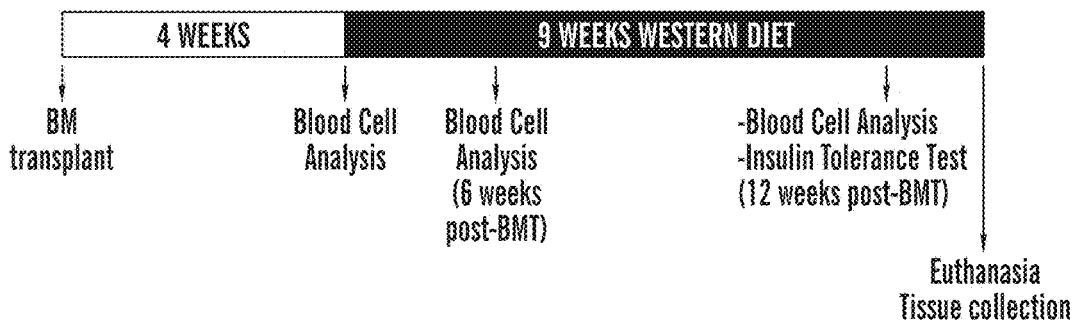 4 WEEKS
9 WEEKS WESTERN DIET
BM
transplant
Blood Cell
Analysis
Blood Cell
Analysis
(6 weeks
post-BMT)
-Blood Cell Analysis
-Insulin Tolerance Test
(12 weeks post-BMT)
Euthanasia
Tissue collection